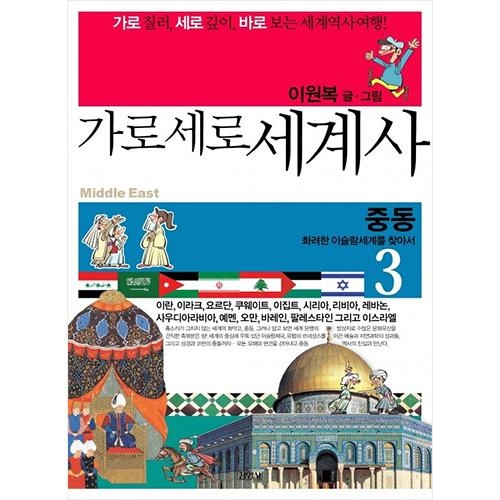 가로 질러, 세로 깊이, 바로 보는 세계역사여행!
이원복 글·그림
가로세로세계사
Middle East
중동
화려한 이슬람세계를 찾아서
3
이란, 이라크, 요르단, 쿠웨이트, 이집트, 시리아, 리비아, 레바논,
사우디아라비아, 예멘, 오만, 바레인, 팔레스타인 그리고 이스라엘
김영사